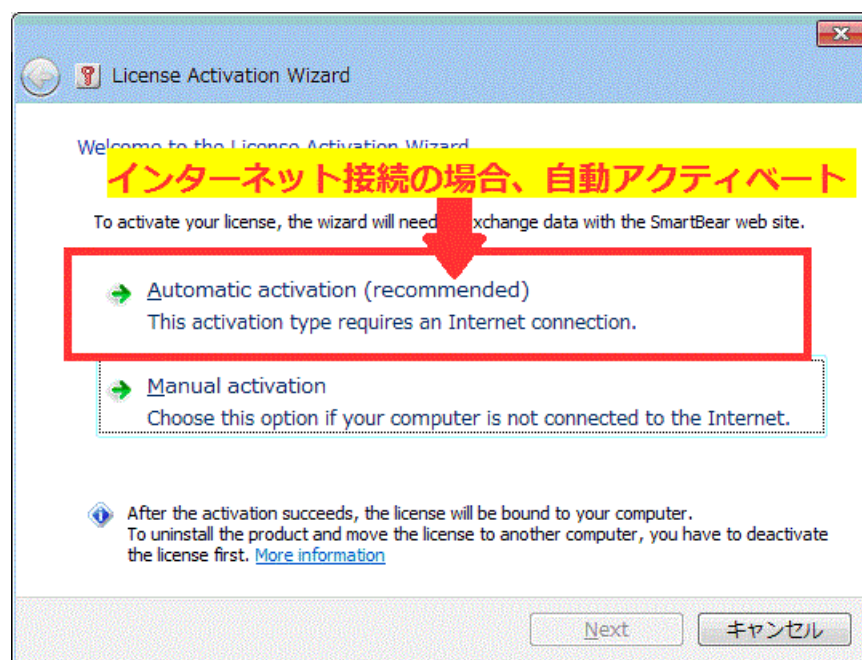 License Activation Wizard
Welcome to the License Activation Wizard
インターネット接続の場合、自動アクティベート
To activate your license, the wizard will need xchange data with the SmartBear web site.
Automatic activation (recommended)
This activation type requires an Internet connection.
Manual activation
Choose this option if your computer is not connected to the Internet.
After the activation succeeds, the license will be bound to your computer.
To uninstall the product and move the license to another computer, you have to deactivate
the license first. More information
Next
キャンセル